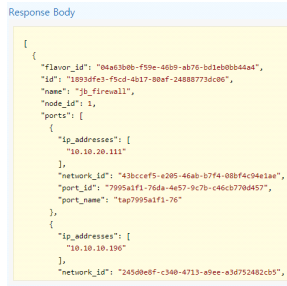 Response Body
[
{
"flavor_id": "04a63b0b-f59e-46b9-ab76-bd1eb0bb44a4",
"id": "1893dfe3-f5cd-4b17-80af-24888773dc06",
"name": "jb_firewall",
"node_id": 1,
"ports": [
{
"ip_addresses": [
"10.10.20.111"
],
"network_id": "43bccef5-e205-46ab-b7f4-08bf4c94e1ae",
"port_id": "7995a1f1-76da-4e57-9c7b-c46cb770d457",
"port_name": "tap7995a1f1-76"
},
{
"ip_addresses": [
"10.10.10.196"
],
"network_id": "245d0e8f-c340-4713-a9ee-a3d752482cb5",